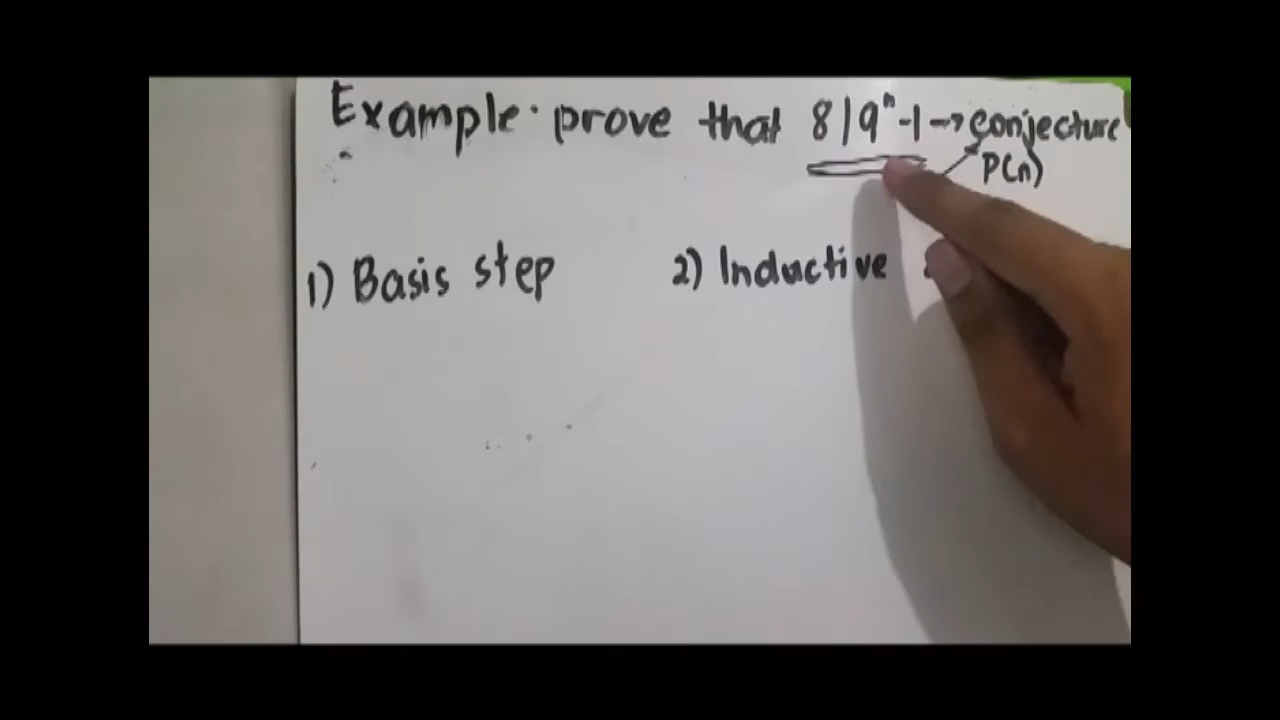 Example. prove that 8|9ⁿ-1 → conjecture
P(n)
1) Basis step
2) Inductive